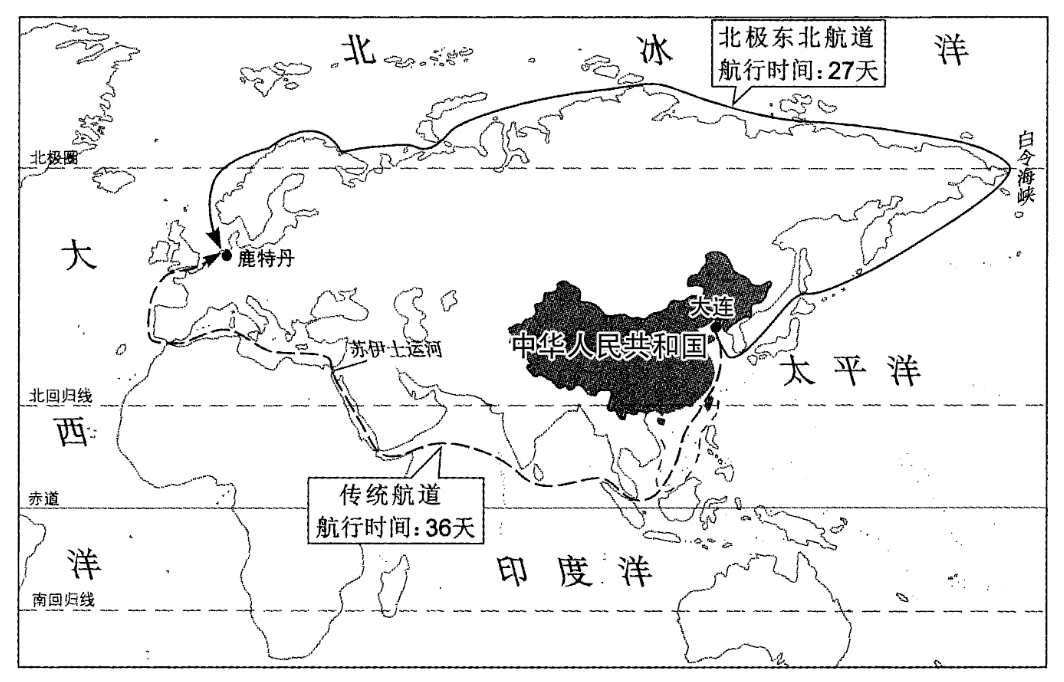 北 冰 洋
北极东北航道
航行时间:27天
北极圈
白令海峡
大
鹿特丹
大连
中华人民共和国
苏伊士运河
太平洋
北回归线
西
传统航道
航行时间:36天
赤道
洋
印度洋
南回归线